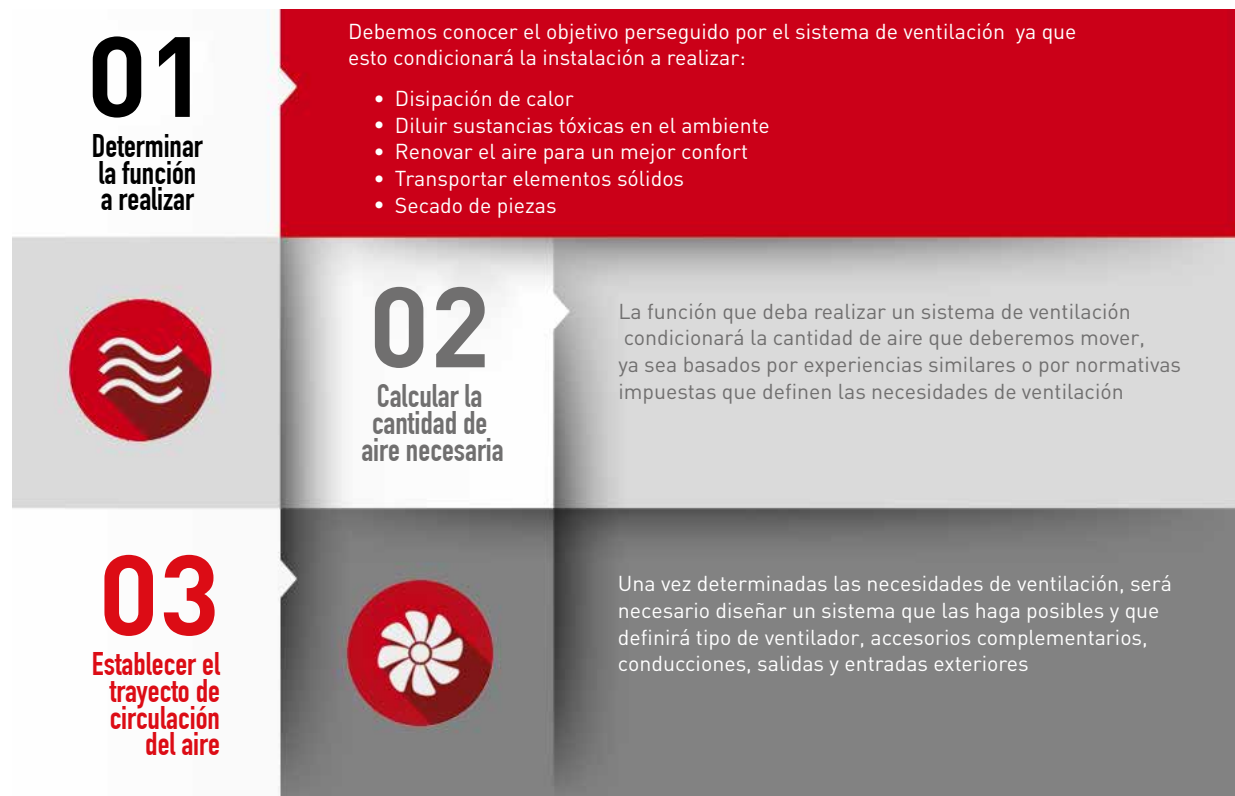 01
Determinar
la función
a realizar
Debemos conocer el objetivo perseguido por el sistema de ventilación ya que
esto condicionará la instalación a realizar:
• Disipación de calor
• Diluir sustancias tóxicas en el ambiente
• Renovar el aire para un mejor confort
• Transportar elementos sólidos
• Secado de piezas
02
Calcular la
cantidad de
aire necesaria
La función que deba realizar un sistema de ventilación
condicionará la cantidad de aire que deberemos mover,
ya sea basados por experiencias similares o por normativas
impuestas que definen las necesidades de ventilación
03
Establecer el
trayecto de
circulación
del aire
Una vez determinadas las necesidades de ventilación, será
necesario diseñar un sistema que las haga posibles y que
definirá tipo de ventilador, accesorios complementarios,
conducciones, salidas y entradas exteriores